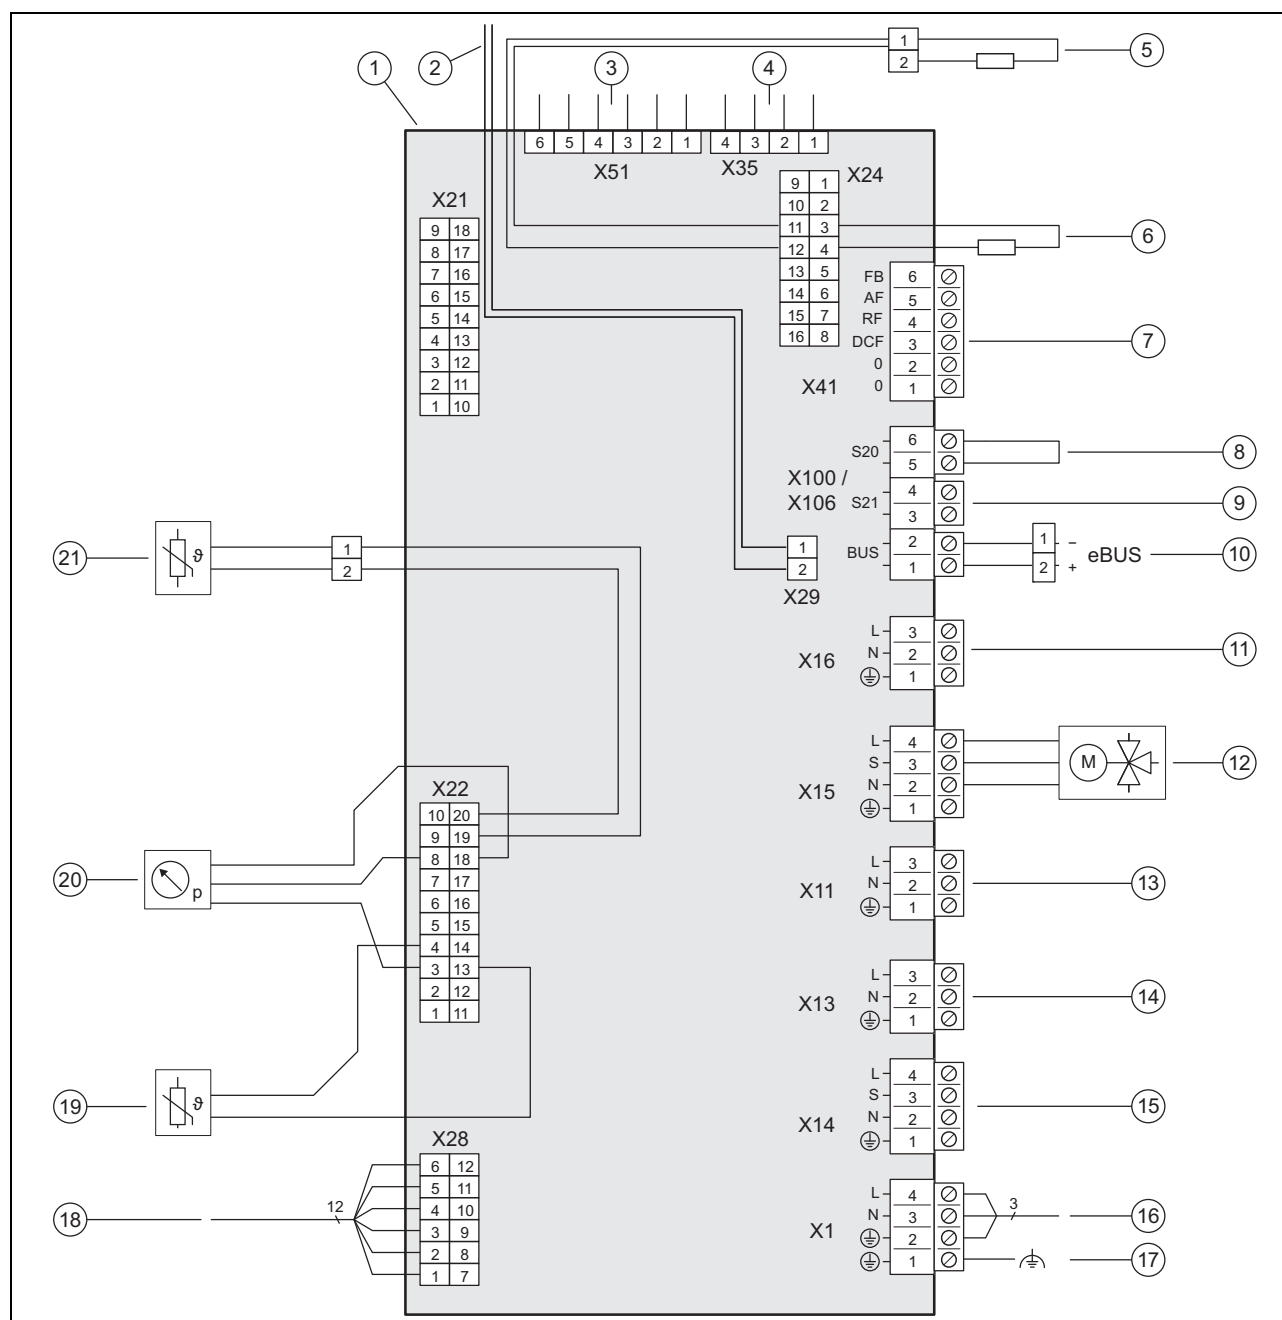 1
2
5
1
2
3
4
6 5 4 3 2 1
4 3 2 1
X51
X35
X24
9 1
10 2
11 3
12 4
13 5
14 6
15 7
16 8
6
X21
9 18
8 17
7 16
6 15
5 14
4 13
3 12
2 11
1 10
FB 6
AF 5
RF 4
DCF 3
0 2
0 1
7
X41
S20
6
5
8
X100 /
X106
S21
4
3
9
BUS
2
1
1 –
2 +
eBUS
10
1
2
X29
21
ϑ
1
2
X16
L 3
N 2
1
11
X15
L 4
S 3
N 2
1
M
12
X22
10 20
9 19
8 18
7 17
6 16
5 15
4 14
3 13
2 12
1 11
20
p
X11
L 3
N 2
1
13
X13
L 3
N 2
1
14
19
ϑ
X14
L 4
S 3
N 2
1
15
X28
6 12
5 11
4 10
3 9
2 8
1 7
18
12
X1
L 4
N 3
2
1
3
16
17